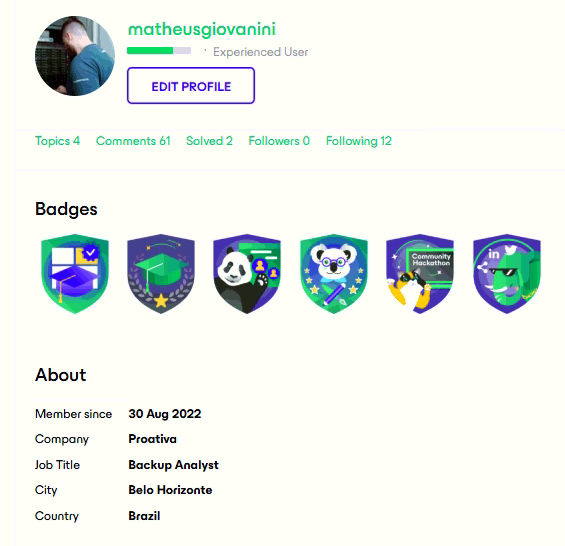 matheusgiovanini
· Experienced User
EDIT PROFILE
Topics 4 Comments 61 Solved 2 Followers 0 Following 12
Badges
Community
Hackathon
in
About
Member since 30 Aug 2022
Company Proativa
Job Title Backup Analyst
City Belo Horizonte
Country Brazil